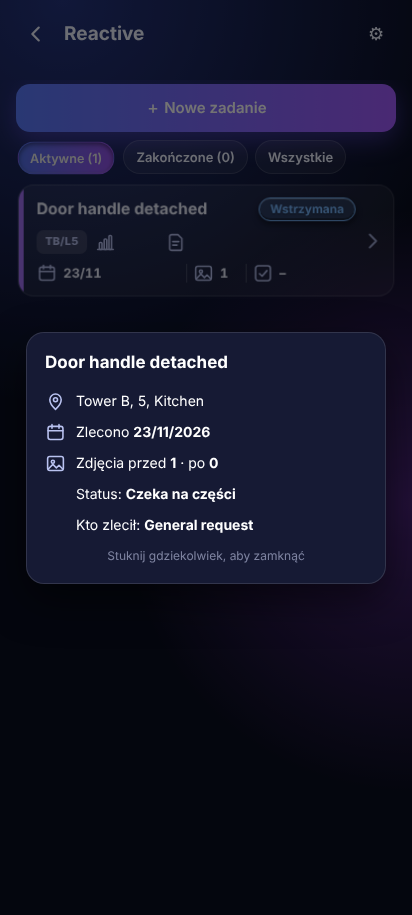 Reactive
+ Nowe zadanie
Aktywne (1) Zakończone (0) Wszystkie
Door handle detached Wstrzymana
TB/L5
23/11 1 –
Door handle detached
Tower B, 5, Kitchen
Zlecono 23/11/2026
Zdjęcia przed 1 · po 0
Status: Czeka na części
Kto zlecił: General request
Stuknij gdziekolwiek, aby zamknąć